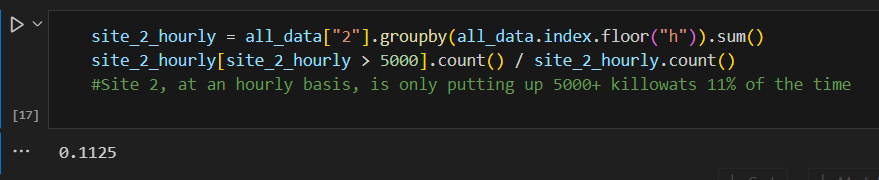 site_2_hourly = all_data["2"].groupby(all_data.index.floor("h")).sum()
site_2_hourly[site_2_hourly > 5000].count() / site_2_hourly.count()
#Site 2, at an hourly basis, is only putting up 5000+ killowats 11% of the time
[17]
... 0.1125